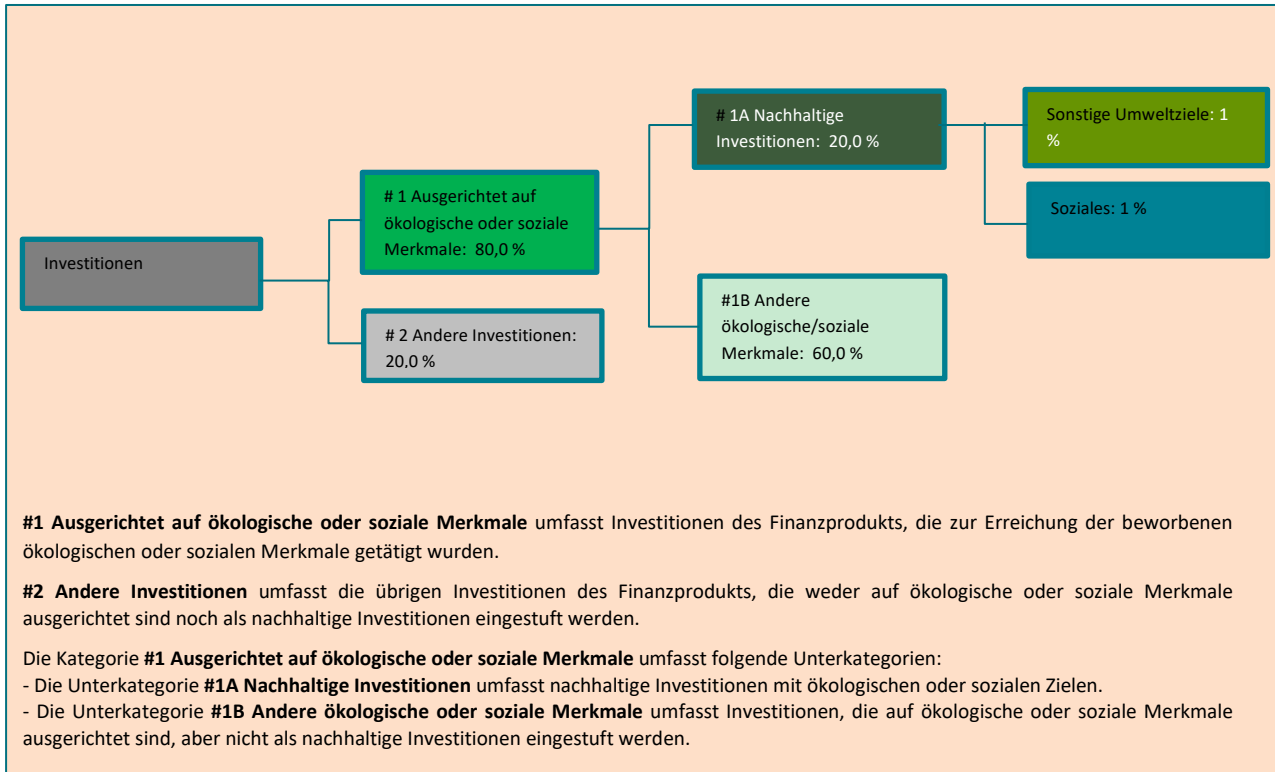 Investitionen
# 1 Ausgerichtet auf
ökologische oder soziale
Merkmale: 80,0 %
# 2 Andere Investitionen:
20,0 %
# 1A Nachhaltige
Investitionen: 20,0 %
#1B Andere
ökologische/soziale
Merkmale: 60,0 %
Sonstige Umweltziele: 1
%
Soziales: 1 %
#1 Ausgerichtet auf ökologische oder soziale Merkmale umfasst Investitionen des Finanzprodukts, die zur Erreichung der beworbenen
ökologischen oder sozialen Merkmale getätigt wurden.
#2 Andere Investitionen umfasst die übrigen Investitionen des Finanzprodukts, die weder auf ökologische oder soziale Merkmale
ausgerichtet sind noch als nachhaltige Investitionen eingestuft werden.
Die Kategorie #1 Ausgerichtet auf ökologische oder soziale Merkmale umfasst folgende Unterkategorien:
- Die Unterkategorie #1A Nachhaltige Investitionen umfasst nachhaltige Investitionen mit ökologischen oder sozialen Zielen.
- Die Unterkategorie #1B Andere ökologische oder soziale Merkmale umfasst Investitionen, die auf ökologische oder soziale Merkmale
ausgerichtet sind, aber nicht als nachhaltige Investitionen eingestuft werden.